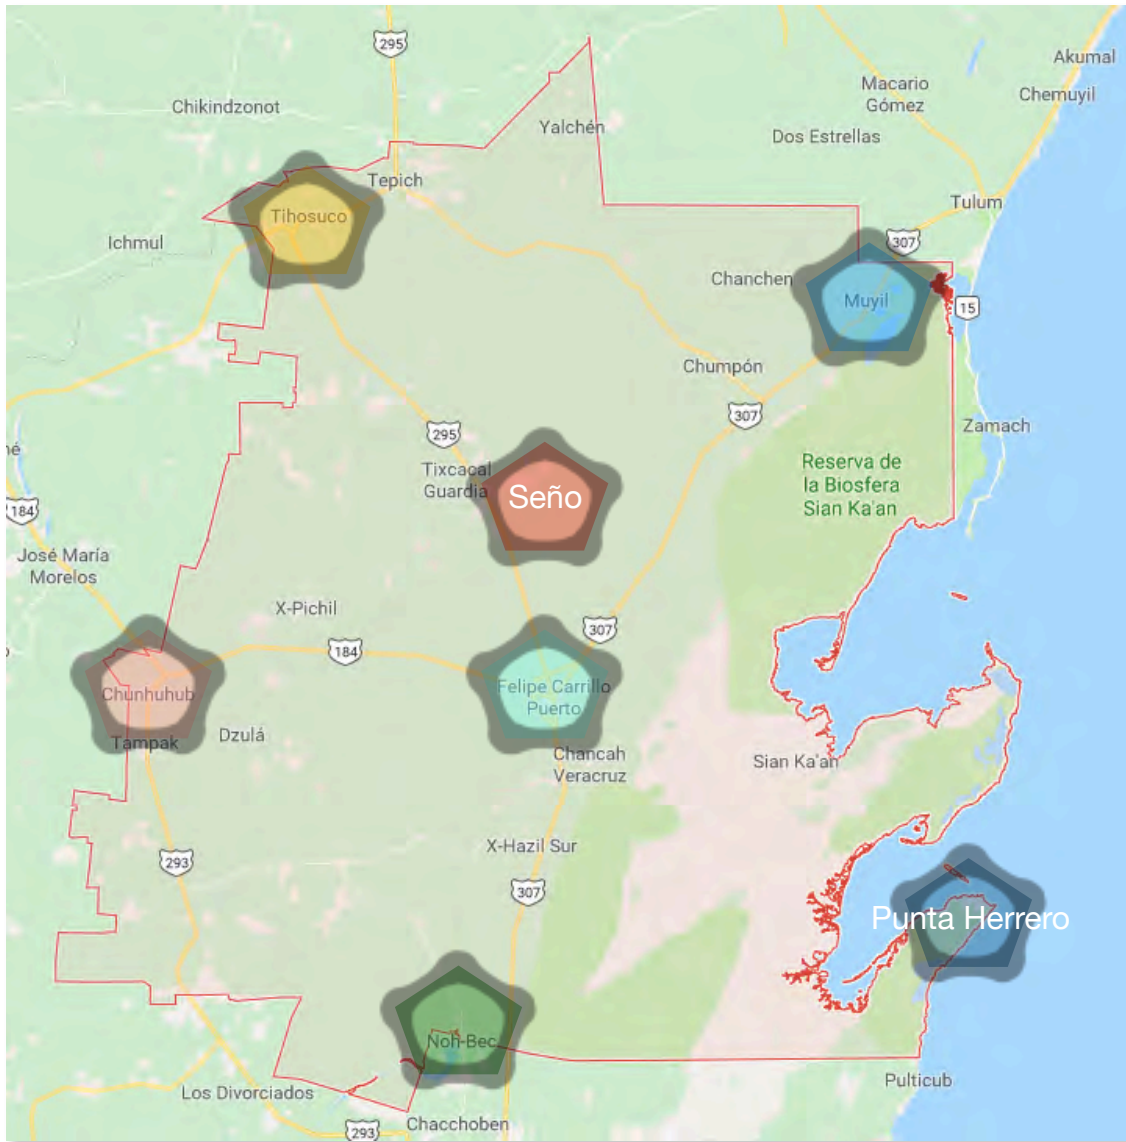 295
Akumal
Macario
Gómez
Chemuyil
Chikindzonot
Yalchén
Dos Estrellas
Tepich
Tulum
Tihosuco
Ichmul
307
Chanchen
Muyil
15
Chumpón
307
295
Zamach
né
Tixcacal
Guardia
Reserva de
la Biosfera
Sian Ka'an
Seño
184
José María
Morelos
X-Pichil
307
184
Chunhuhub
Felipe Carrillo
Puerto
Tampak
Dzulá
Chancah
Veracruz
Sian Ka'an
X-Hazil Sur
293
307
Punta Herrero
Noh-Bec
Pulticub
Los Divorciados
Chacchoben
293